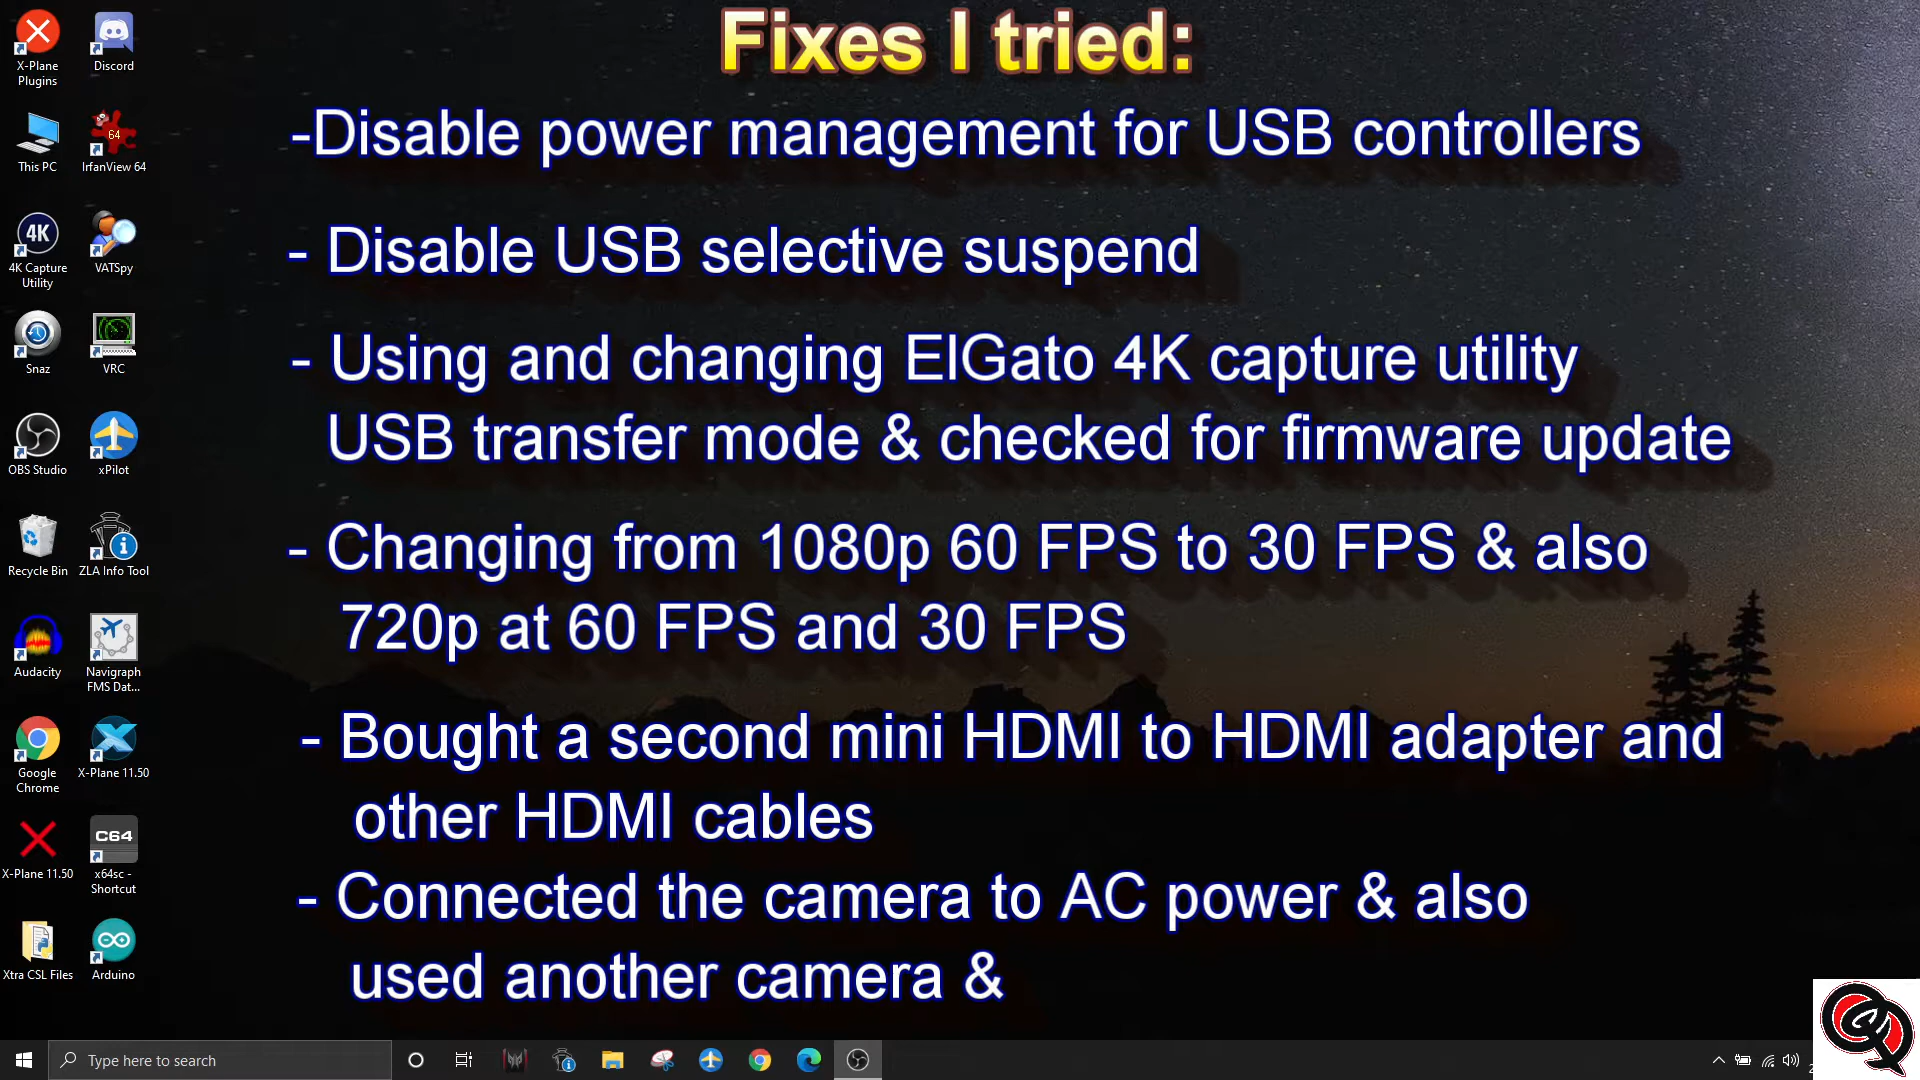 Fixes I tried:
-Disable power management for USB controllers
- Disable USB selective suspend
- Using and changing ElGato 4K capture utility
USB transfer mode & checked for firmware update
- Changing from 1080p 60 FPS to 30 FPS & also
720p at 60 FPS and 30 FPS
- Bought a second mini HDMI to HDMI adapter and
other HDMI cables
- Connected the camera to AC power & also
used another camera &
X-Plane
Plugins
Discord
This PC
64
IrfanView 64
4K
4K Capture
Utility
VATSpy
Snaz
VRC
OBS Studio
xPilot
Recycle Bin
ZLA Info Tool
Audacity
Navigraph
FMS Dat...
Google
Chrome
X-Plane 11.50
X-Plane 11.50
C64
x64sc -
Shortcut
Xtra CSL Files
Arduino
Type here to search